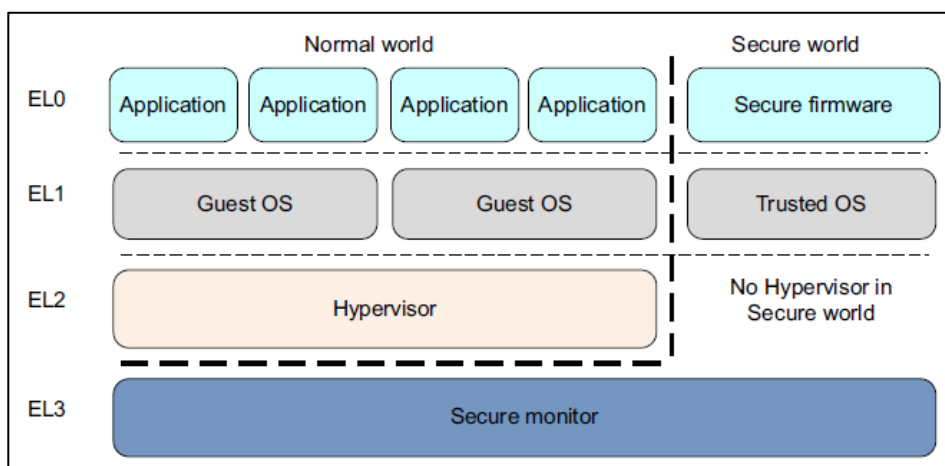 Normal world
Secure world
EL0
Application
Application
Application
Application
Secure firmware
EL1
Guest OS
Guest OS
Trusted OS
EL2
Hypervisor
No Hypervisor in
Secure world
EL3
Secure monitor